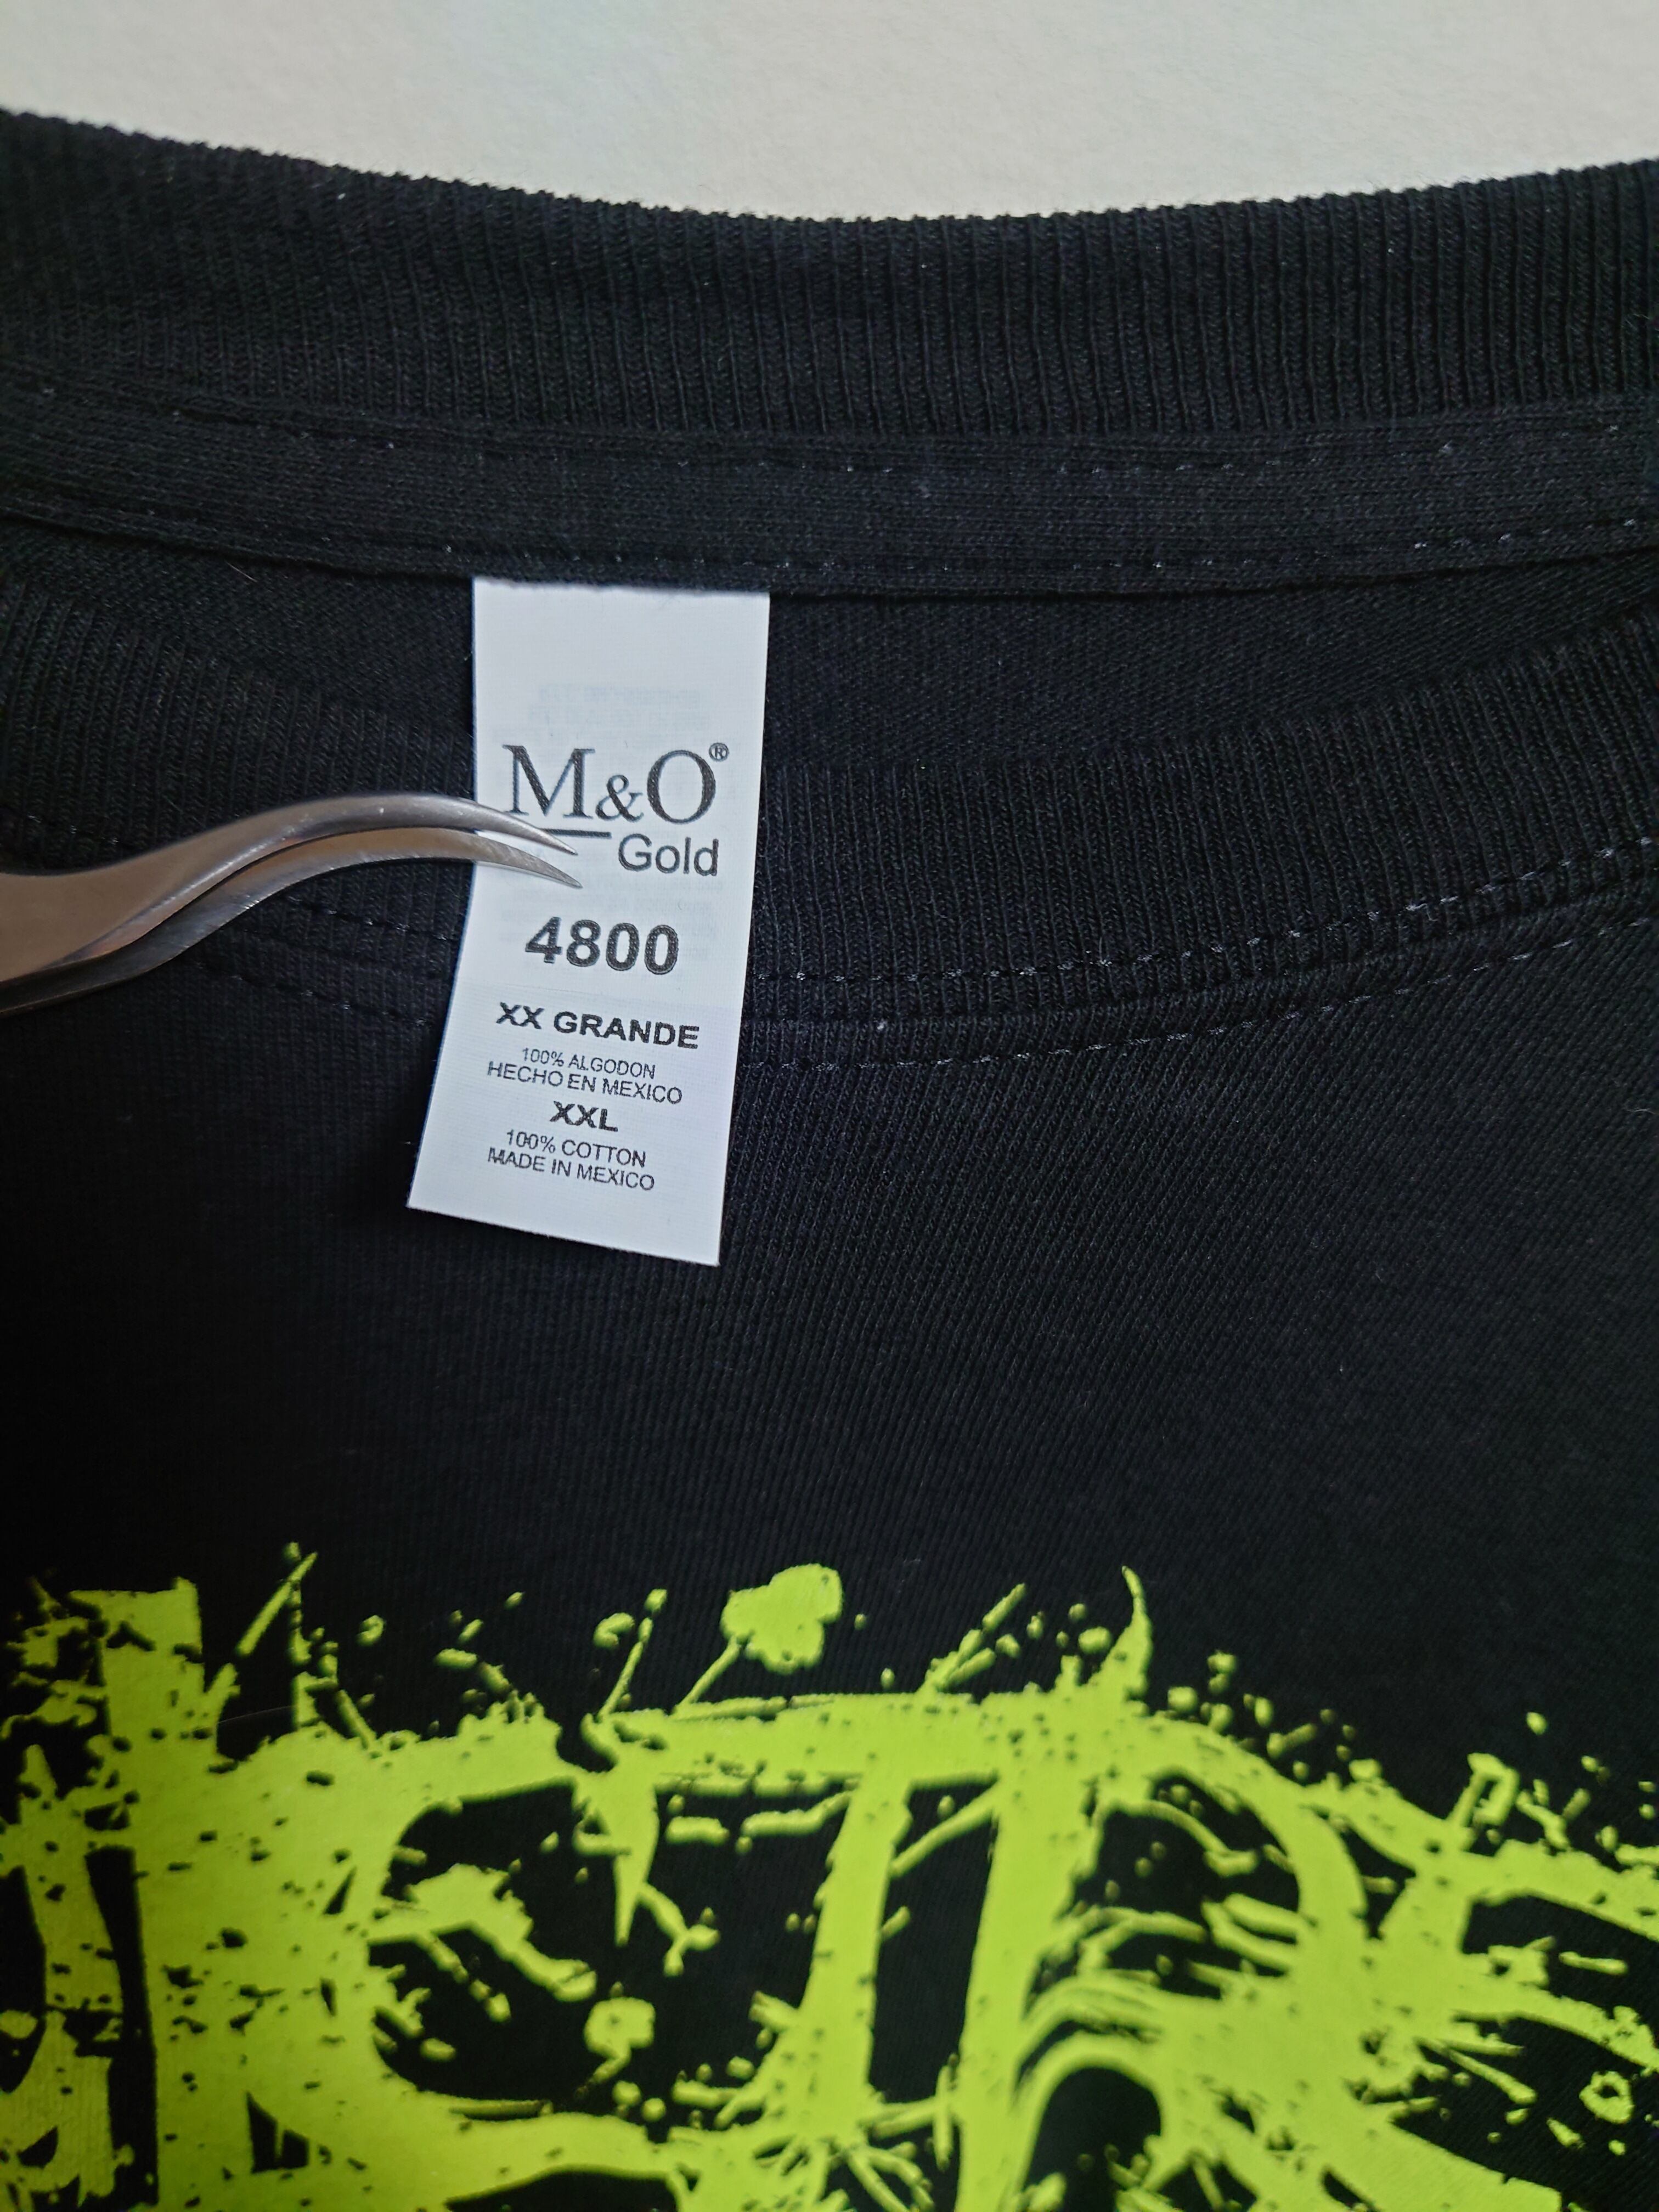 M&O®
Gold
4800
XX GRANDE
100% ALGODON
HECHO EN MEXICO
XXL
100% COTTON
MADE IN MEXICO